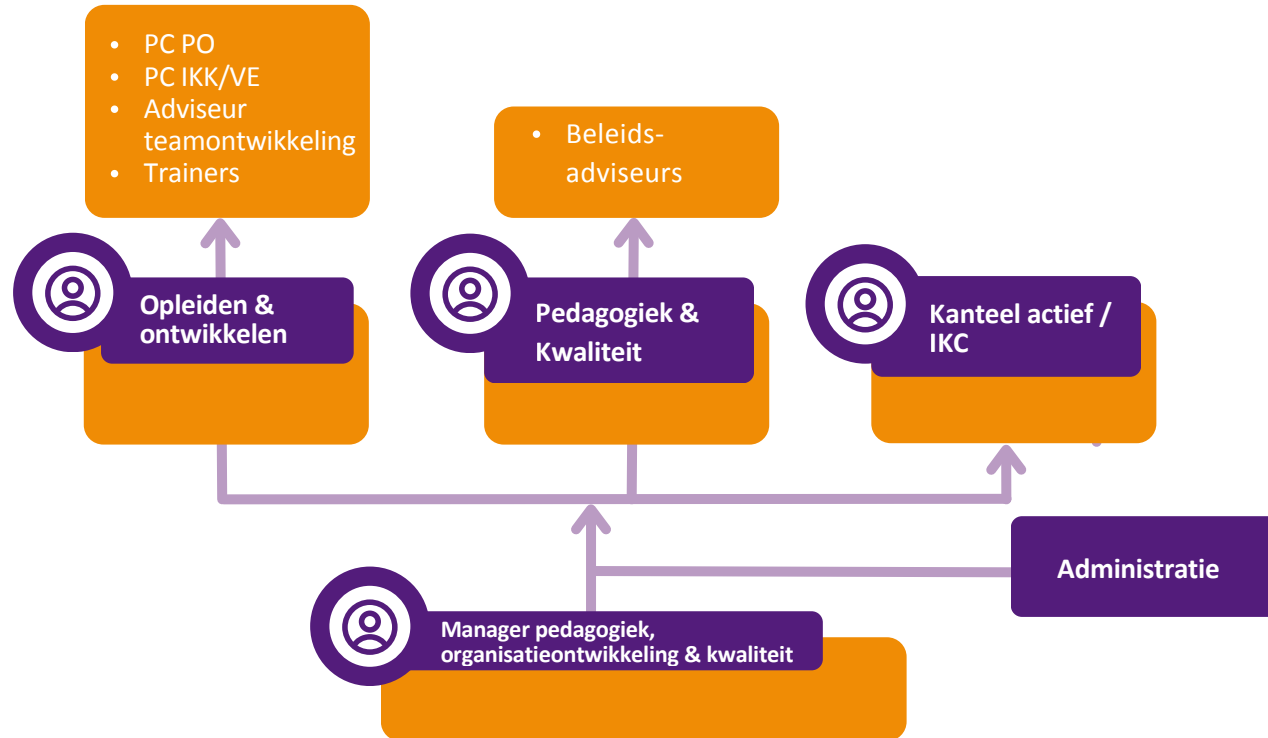 • PC PO
• PC IKK/VE
• Adviseur
teamontwikkeling
• Trainers
• Beleids-
adviseurs
Opleiden &
ontwikkelen
Pedagogiek &
Kwaliteit
Kanteel actief /
IKC
Administratie
Manager pedagogiek,
organisatieontwikkeling & kwaliteit